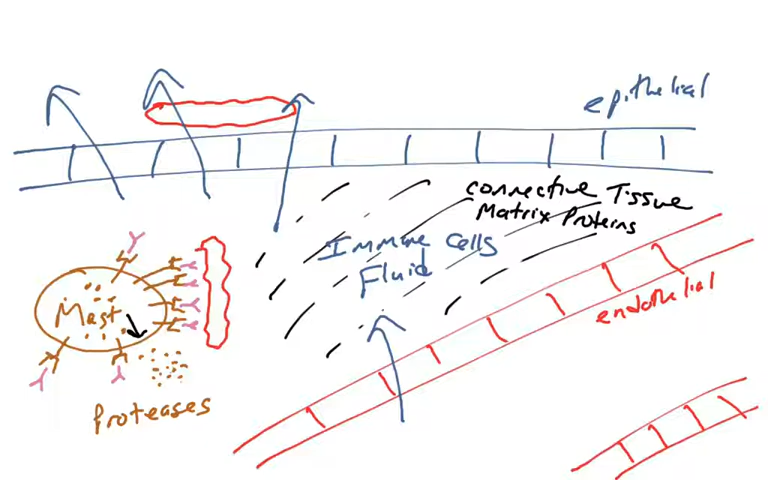 epithelial
Connective Tissue
Matrix Proteins
Immune Cells
Fluid
endothelial
Mast
Proteases